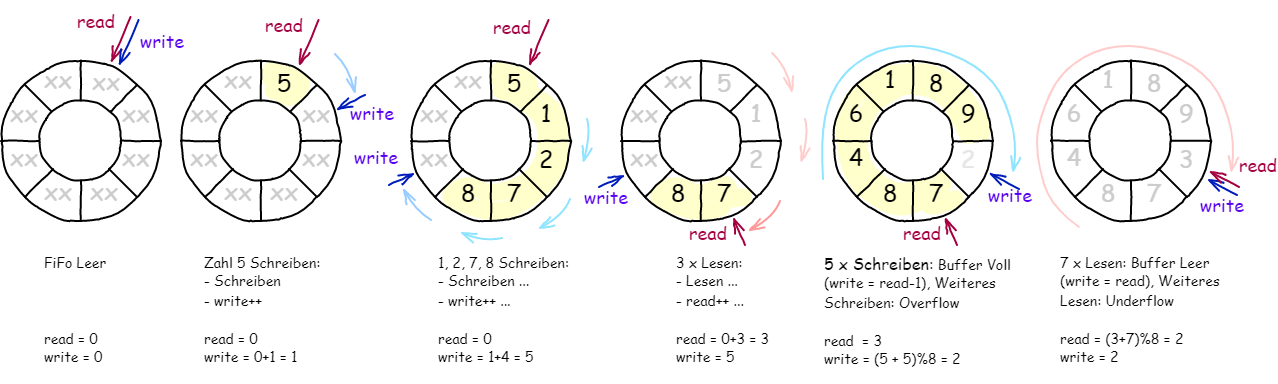 read
write
xx xx
xx xx
xx xx
xx xx
FiFo Leer
read = 0
write = 0
read
xx 5
xx xx
write
xx xx
xx xx
Zahl 5 Schreiben:
- Schreiben
- write++
read = 0
write = 0+1 = 1
read
xx 5
xx 1
write
xx 2
8 7
1, 2, 7, 8 Schreiben:
- Schreiben ...
- write++ ...
read = 0
write = 1+4 = 5
xx 5
xx 1
xx 2
8 7
write
read
3 x Lesen:
- Lesen ...
- read++ ...
read = 0+3 = 3
write = 5
1 8
6 9
4 2
8 7
write
read
5 x Schreiben: Buffer Voll
(write = read-1), Weiteres
Schreiben: Overflow
read = 3
write = (5 + 5)%8 = 2
1 8
6 9
4 3
8 7
read
write
7 x Lesen: Buffer Leer
(write = read), Weiteres
Lesen: Underflow
read = (3+7)%8 = 2
write = 2